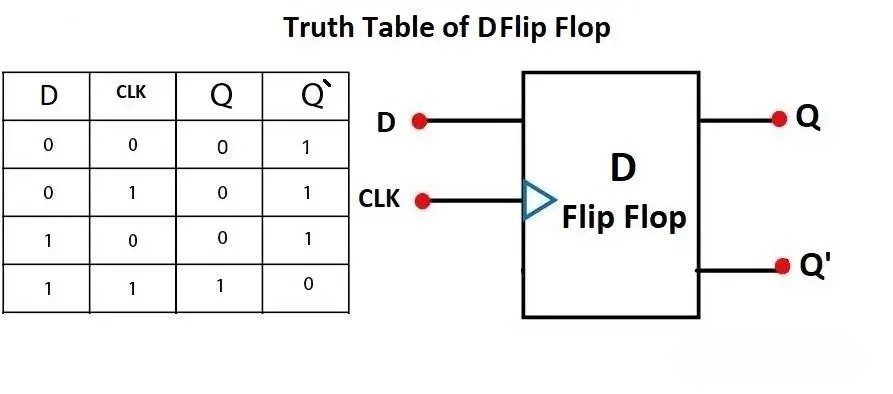 Truth Table of D Flip Flop
D CLK Q Q`
0 0 0 1
0 1 0 1
1 0 0 1
1 1 1 0
D
CLK
D
Flip Flop
Q
Q'